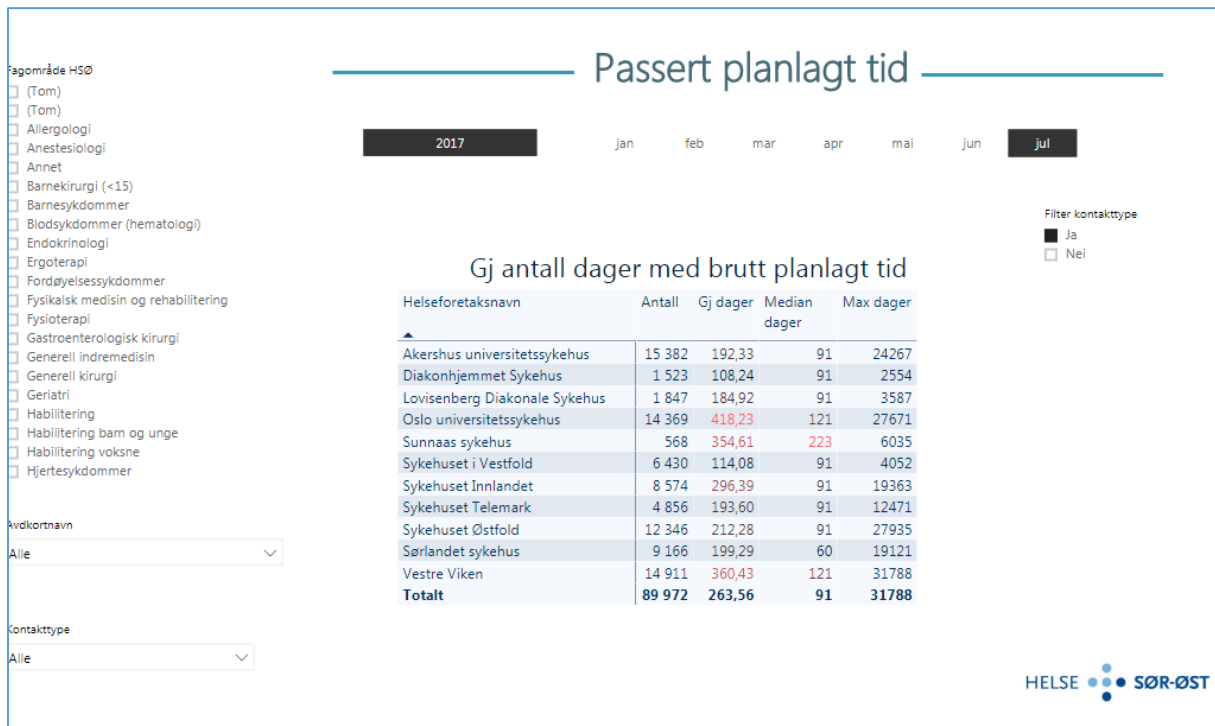 Passert planlagt tid
Fagområde HSØ
(Tom)
(Tom)
Allergologi
Anestesiologi
Annet
Barnekirurgi (<15)
Barnesykdommer
Blodsykdommer (hematologi)
Endokrinologi
Ergoterapi
Fordøyelsessykdommer
Fysikalsk medisin og rehabilitering
Fysioterapi
Gastroenterologisk kirurgi
Generell indremedisin
Generell kirurgi
Geriatri
Habilitering
Habilitering barn og unge
Habilitering voksne
Hjertesykdommer
Avdkortnavn
Alle
Kontakttype
Alle
2017 jan feb mar apr mai jun jul
Filter kontakttype
Ja
Nei
Gj antall dager med brutt planlagt tid
Helseforetaksnavn Antall Gj dager Median dager Max dager
Akershus universitetssykehus 15 382 192,33 91 24267
Diakonhjemmet Sykehus 1 523 108,24 91 2554
Lovisenberg Diakonale Sykehus 1 847 184,92 91 3587
Oslo universitetssykehus 14 369 418,23 121 27671
Sunnaas sykehus 568 354,61 223 6035
Sykehuset i Vestfold 6 430 114,08 91 4052
Sykehuset Innlandet 8 574 296,39 91 19363
Sykehuset Telemark 4 856 193,60 91 12471
Sykehuset Østfold 12 346 212,28 91 27935
Sørlandet sykehus 9 166 199,29 60 19121
Vestre Viken 14 911 360,43 121 31788
Totalt 89 972 263,56 91 31788
HELSE SØR-ØST